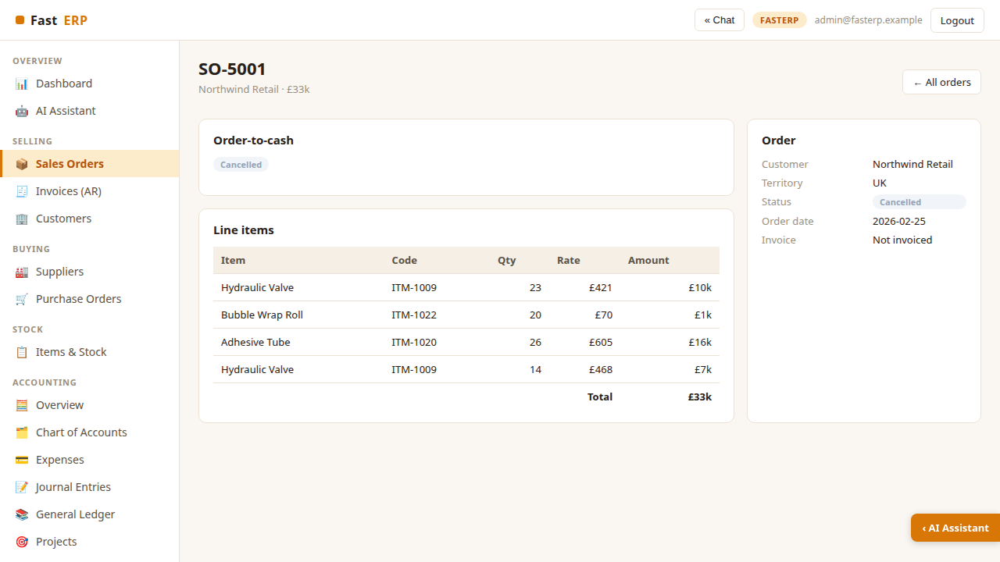 Fast ERP
« Chat
FASTERP
admin@fasterp.example
Logout
OVERVIEW
Dashboard
AI Assistant
SELLING
Sales Orders
Invoices (AR)
Customers
BUYING
Suppliers
Purchase Orders
STOCK
Items & Stock
ACCOUNTING
Overview
Chart of Accounts
Expenses
Journal Entries
General Ledger
Projects
SO-5001
Northwind Retail · £33k
← All orders
Order-to-cash
Cancelled
Line items
Item Code Qty Rate Amount
Hydraulic Valve ITM-1009 23 £421 £10k
Bubble Wrap Roll ITM-1022 20 £70 £1k
Adhesive Tube ITM-1020 26 £605 £16k
Hydraulic Valve ITM-1009 14 £468 £7k
Total £33k
Order
Customer Northwind Retail
Territory UK
Status Cancelled
Order date 2026-02-25
Invoice Not invoiced
‹ AI Assistant